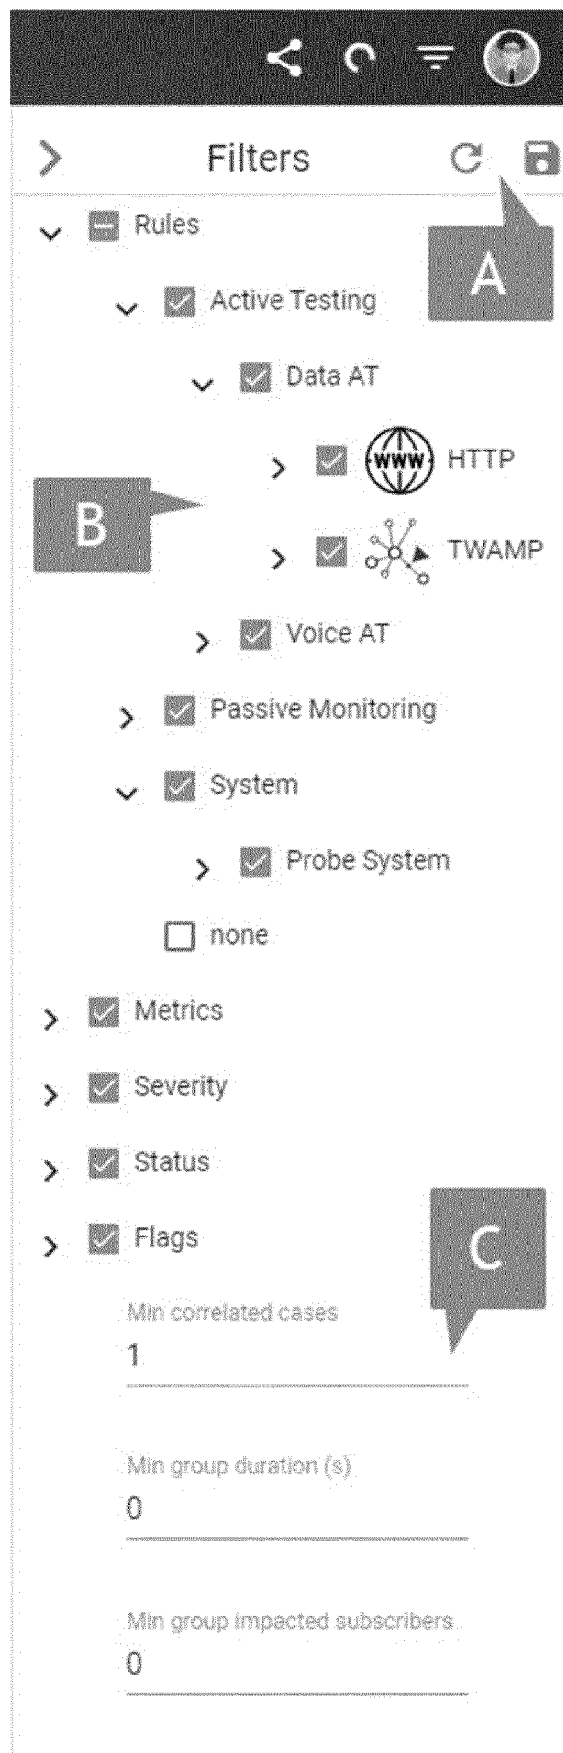 Filters
A
Rules
Active Testing
Data AT
WWW HTTP
B
TWAMP
Voice AT
Passive Monitoring
System
Probe System
none
Metrics
Severity
Status
Flags
C
Min correlated cases
1
Min group duration (s)
0
Min group impacted subscribers
0